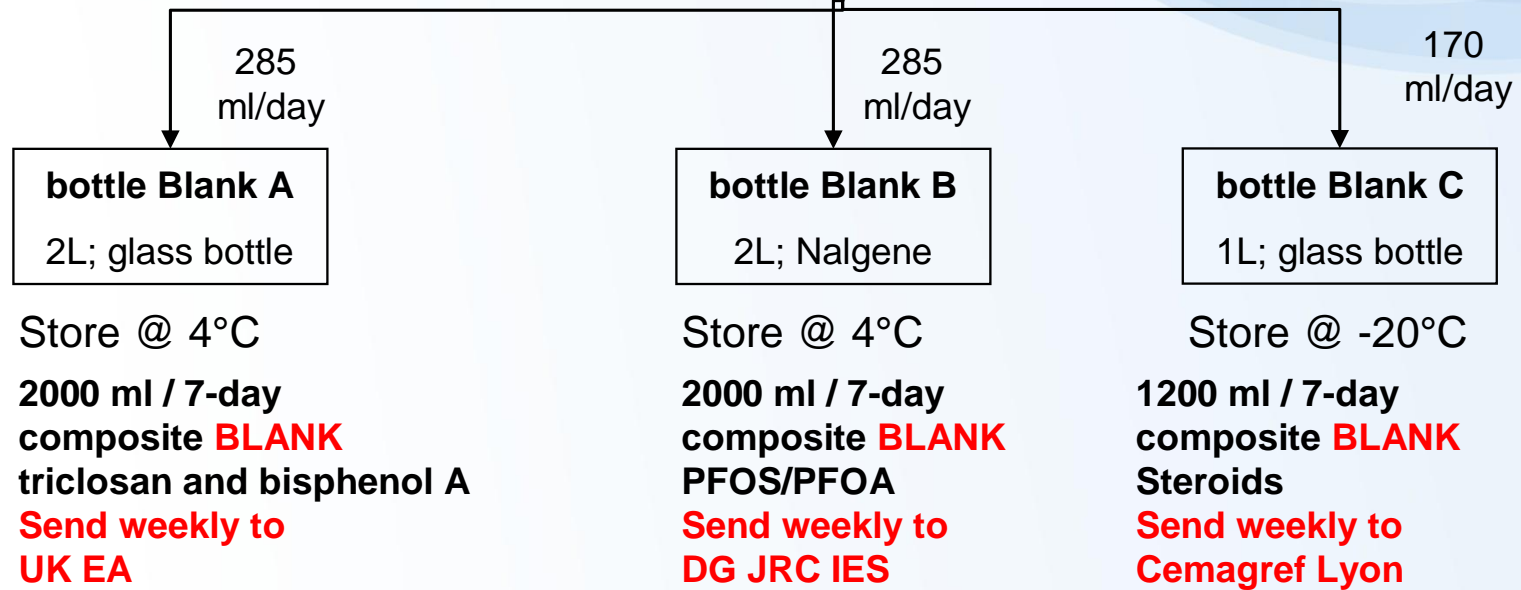 285
ml/day
285
ml/day
170
ml/day
bottle Blank A
2L; glass bottle
bottle Blank B
2L; Nalgene
bottle Blank C
1L; glass bottle
Store @ 4°C
2000 ml / 7-day
composite BLANK
triclosan and bisphenol A
Send weekly to
UK EA
Store @ 4°C
2000 ml / 7-day
composite BLANK
PFOS/PFOA
Send weekly to
DG JRC IES
Store @ -20°C
1200 ml / 7-day
composite BLANK
Steroids
Send weekly to
Cemagref Lyon